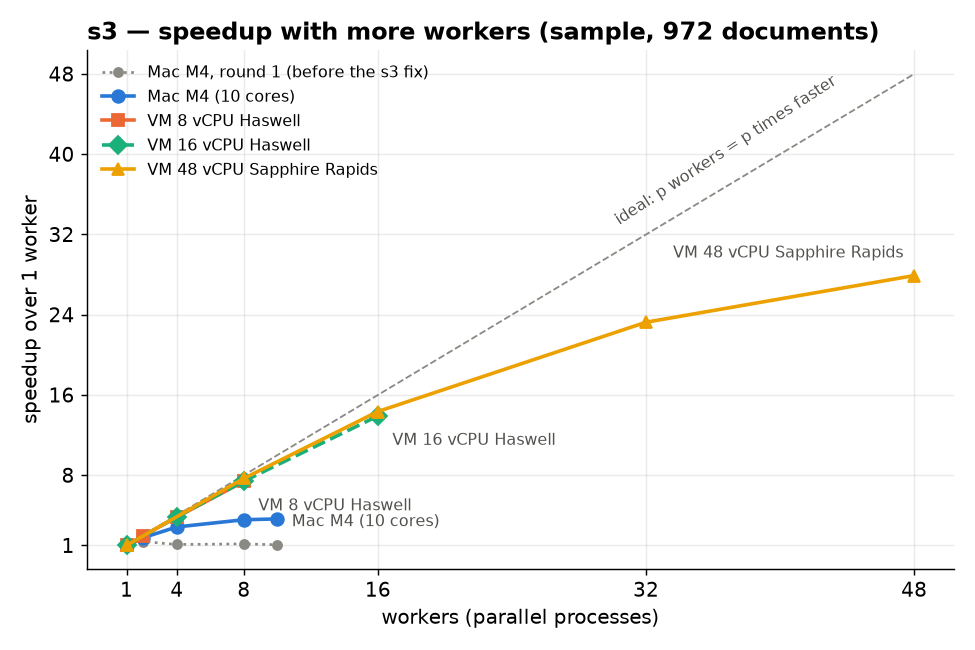 s3 — speedup with more workers (sample, 972 documents)
Mac M4, round 1 (before the s3 fix)
Mac M4 (10 cores)
VM 8 vCPU Haswell
VM 16 vCPU Haswell
VM 48 vCPU Sapphire Rapids
ideal: p workers = p times faster
VM 48 vCPU Sapphire Rapids
VM 16 vCPU Haswell
VM 8 vCPU Haswell
Mac M4 (10 cores)
speedup over 1 worker
48
40
32
24
16
8
1
1 4 8 16 32 48
workers (parallel processes)